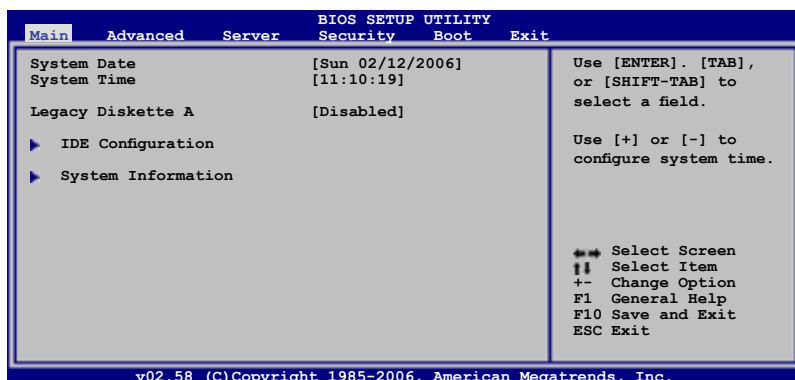 BIOS SETUP UTILITY
Main Advanced Server Security Boot Exit
System Date [Sun 02/12/2006]
System Time [11:10:19]
Legacy Diskette A [Disabled]
IDE Configuration
System Information
Use [ENTER]. [TAB],
or [SHIFT-TAB] to
select a field.
Use [+] or [-] to
configure system time.
Select Screen
Select Item
+- Change Option
F1 General Help
F10 Save and Exit
ESC Exit
v02.58 (C)Copyright 1985-2006, American Megatrends, Inc.